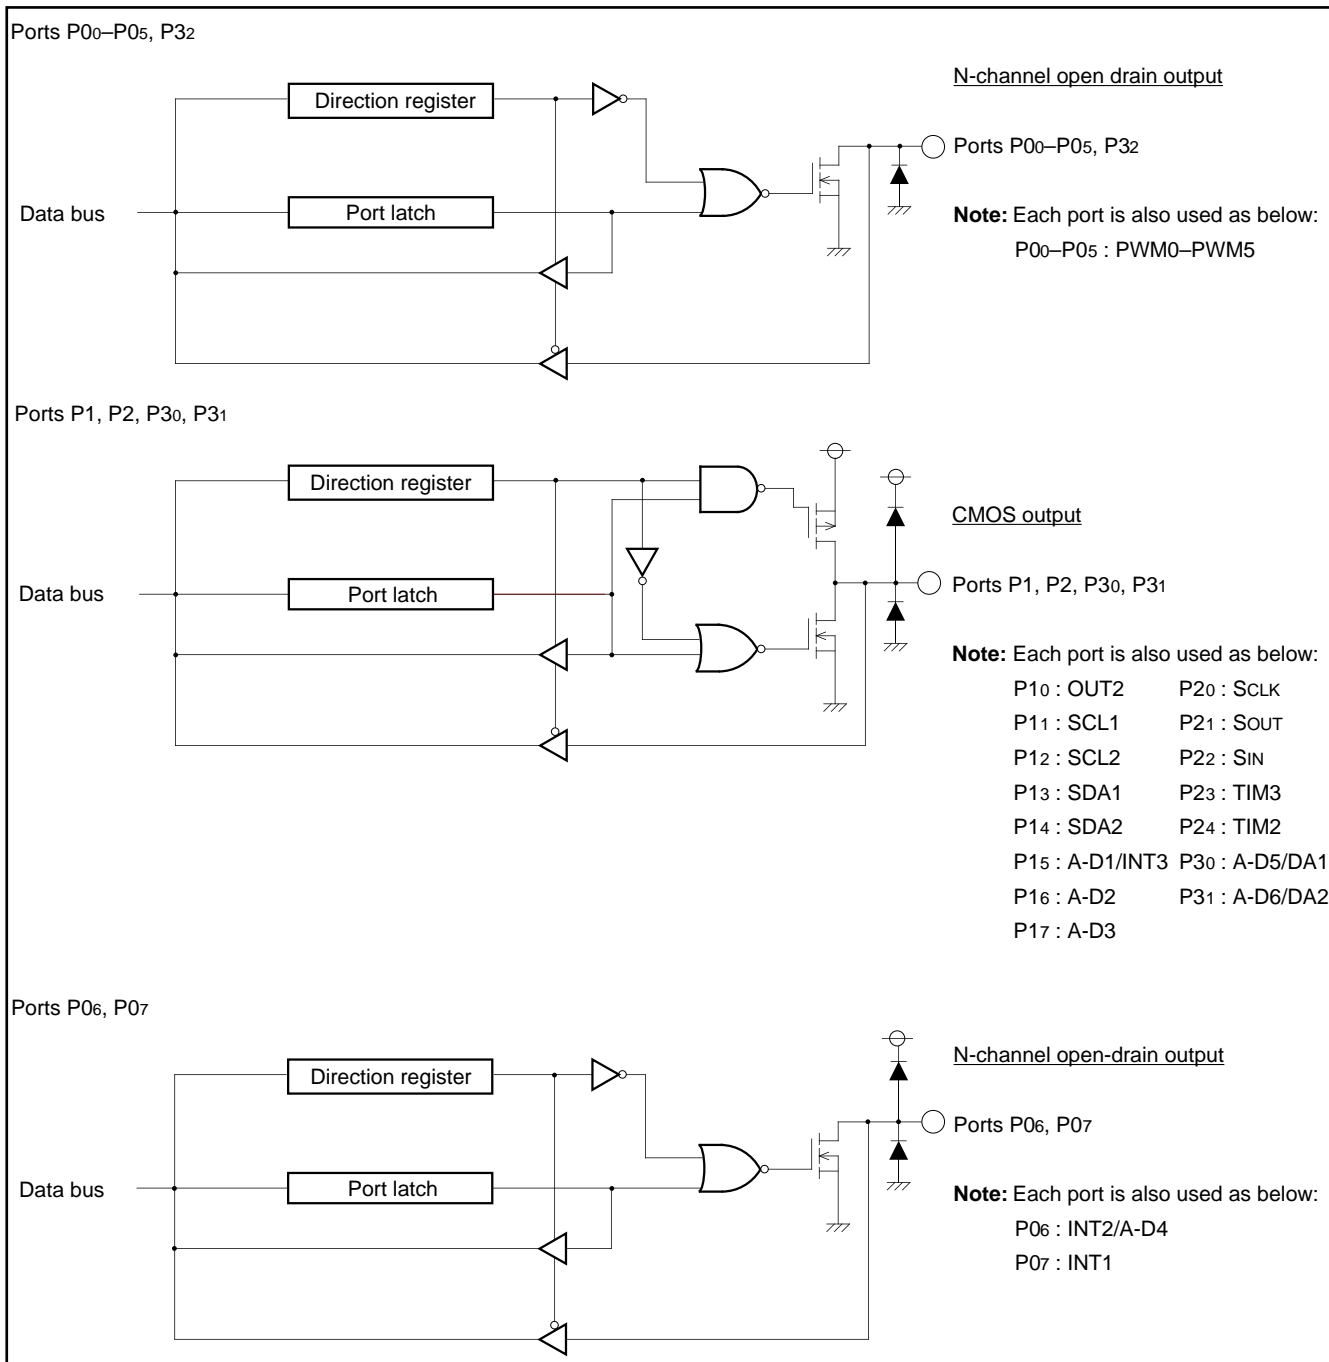 Ports P00–P05, P32
N-channel open drain output
Direction register
Ports P00–P05, P32
Data bus
Port latch
Note: Each port is also used as below:
P00–P05 : PWM0–PWM5
Ports P1, P2, P30, P31
Direction register
CMOS output
Data bus
Port latch
Ports P1, P2, P30, P31
Note: Each port is also used as below:
P10 : OUT2 P20 : SCLK
P11 : SCL1 P21 : SOUT
P12 : SCL2 P22 : SIN
P13 : SDA1 P23 : TIM3
P14 : SDA2 P24 : TIM2
P15 : A-D1/INT3 P30 : A-D5/DA1
P16 : A-D2 P31 : A-D6/DA2
P17 : A-D3
Ports P06, P07
N-channel open-drain output
Direction register
Ports P06, P07
Data bus
Port latch
Note: Each port is also used as below:
P06 : INT2/A-D4
P07 : INT1